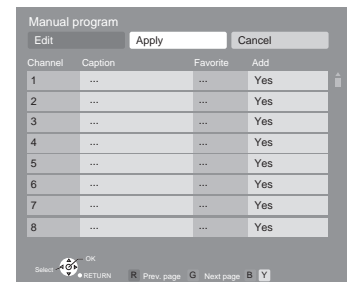 Manual program
Edit Apply Cancel
Channel Caption Favorite Add
1 ... ... Yes
2 ... ... Yes
3 ... ... Yes
4 ... ... Yes
5 ... ... Yes
6 ... ... Yes
7 ... ... Yes
8 ... ... Yes
OK
Select
RETURN R Prev. page G Next page B Y